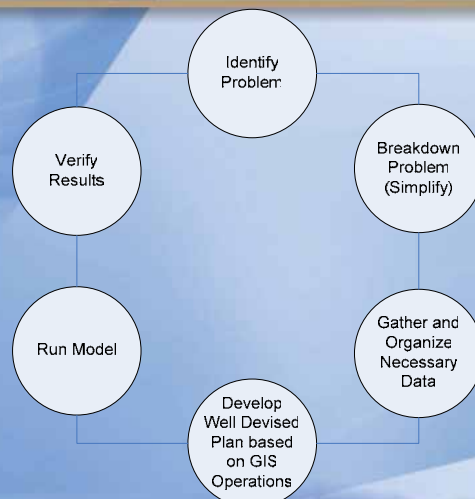 Identify
Problem
Breakdown
Problem
(Simplify)
Gather and
Organize
Necessary
Data
Develop
Well Devised
Plan based
on GIS
Operations
Run Model
Verify
Results